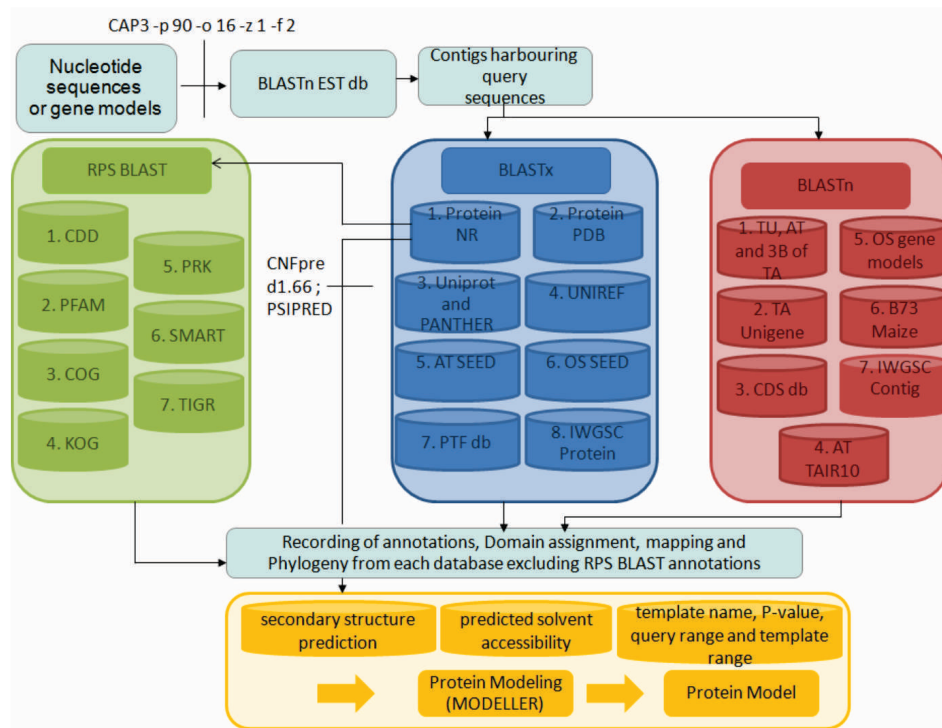 CAP3 -p 90 -o 16 -z 1 -f 2
Nucleotide
sequences
or gene models
BLASTn EST db
Contigs harbouring
query
sequences
RPS BLAST
1. CDD
2. PFAM
3. COG
4. KOG
5. PRK
6. SMART
7. TIGR
CNFpre
d1.66 ;
PSIPRED
BLASTx
1. Protein
NR
2. Protein
PDB
3. Uniprot
and
PANTHER
4. UNIREF
5. AT SEED
6. OS SEED
7. PTF db
8. IWGSC
Protein
BLASTn
1. TU, AT
and 3B of
TA
5. OS gene
models
2. TA
Unigene
6. B73
Maize
3. CDS db
7. IWGSC
Contig
4. AT
TAIR10
Recording of annotations, Domain assignment, mapping and
Phylogeny from each database excluding RPS BLAST annotations
secondary structure
prediction
predicted solvent
accessibility
template name, P-value,
query range and template
range
Protein Modeling
(MODELLER)
Protein Model